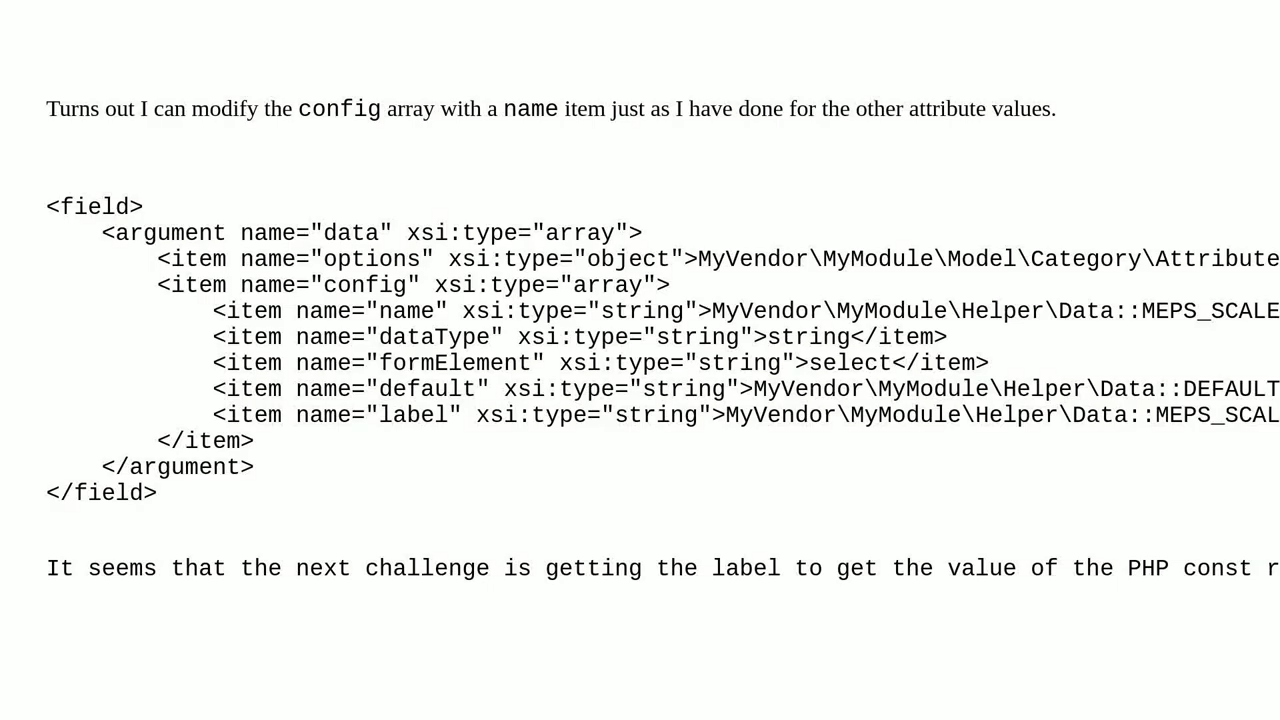 Turns out I can modify the config array with a name item just as I have done for the other attribute values.
<field>
    <argument name="data" xsi:type="array">
        <item name="options" xsi:type="object">MyVendor\MyModule\Model\Category\Attribute
        <item name="config" xsi:type="array">
            <item name="name" xsi:type="string">MyVendor\MyModule\Helper\Data::MEPS_SCALE
            <item name="dataType" xsi:type="string">string</item>
            <item name="formElement" xsi:type="string">select</item>
            <item name="default" xsi:type="string">MyVendor\MyModule\Helper\Data::DEFAULT
            <item name="label" xsi:type="string">MyVendor\MyModule\Helper\Data::MEPS_SCAL
        </item>
    </argument>
</field>
It seems that the next challenge is getting the label to get the value of the PHP const r